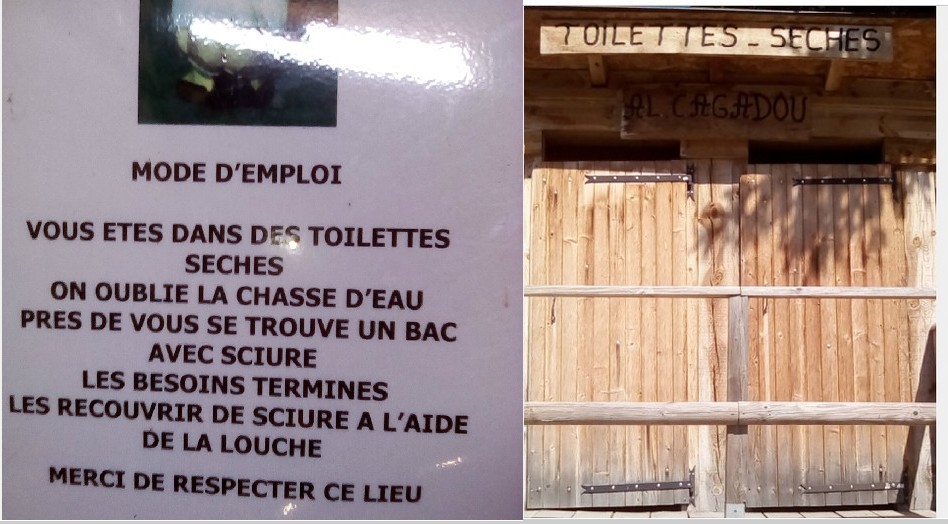 MODE D'EMPLOI
VOUS ETES DANS DES TOILETTES
SECHES
ON OUBLIE LA CHASSE D'EAU
PRES DE VOUS SE TROUVE UN BAC
AVEC SCIURE
LES BESOINS TERMINES
LES RECOUVRIR DE SCIURE A L'AIDE
DE LA LOUCHE
MERCI DE RESPECTER CE LIEU
TOILETTES - SECHES
AL CAGADOU